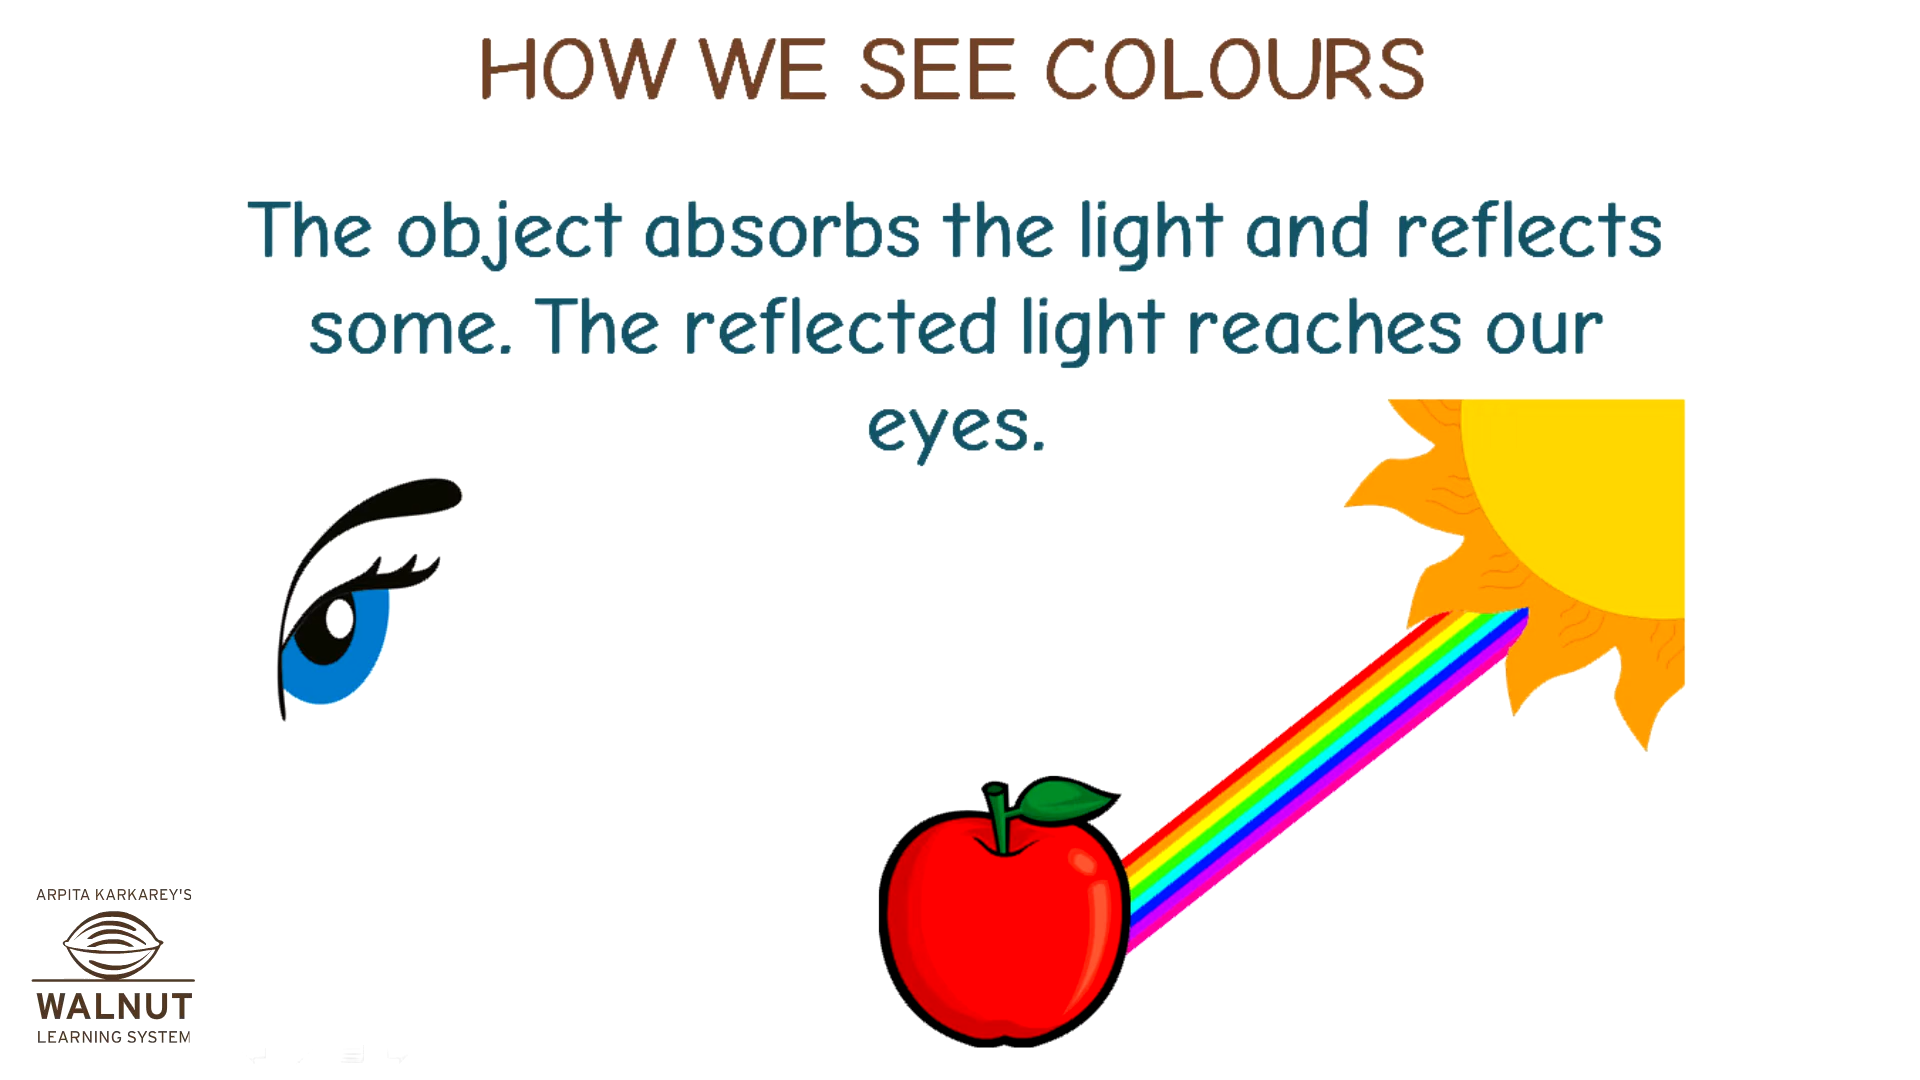 HOW WE SEE COLOURS
The object absorbs the light and reflects
some. The reflected light reaches our
eyes.
ARPITA KARKAREY'S
WALNUT
LEARNING SYSTEM